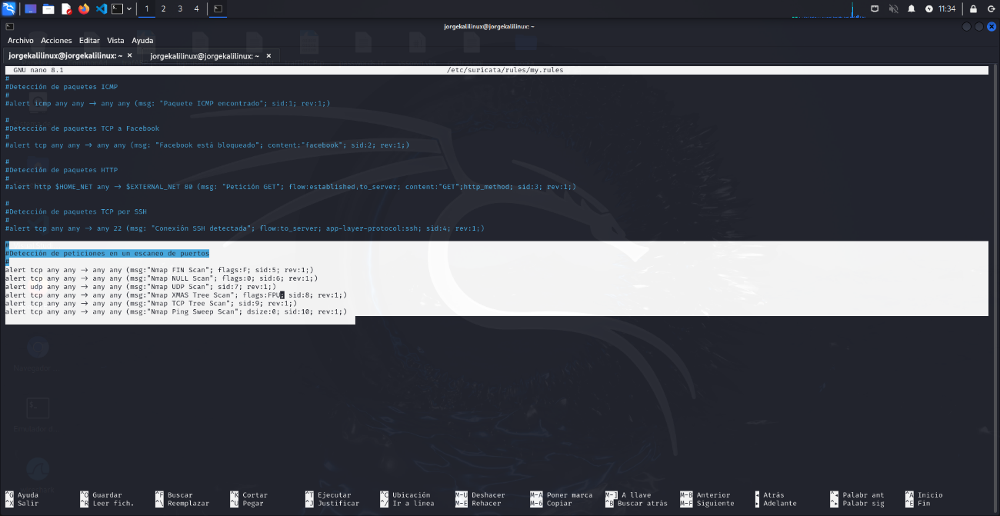 1 2 3 4
11:34
jorgekalilinux@jorgekalilinux: ~
Archivo Acciones Editar Vista Ayuda
jorgekalilinux@jorgekalilinux: ~ × jorgekalilinux@jorgekalilinux: ~ ×
GNU nano 8.1 /etc/suricata/rules/my.rules
#
#Detección de paquetes ICMP
#
#alert icmp any any → any any (msg: "Paquete ICMP encontrado"; sid:1; rev:1;)
#
#Detección de paquetes TCP a Facebook
#
#alert tcp any any → any any (msg: "Facebook está bloqueado"; content:"facebook"; sid:2; rev:1;)
#
#Detección de paquetes HTTP
#
#alert http $HOME_NET any → $EXTERNAL_NET 80 (msg: "Petición GET"; flow:established,to_server; content:"GET";http_method; sid:3; rev:1;)
#
#Detección de paquetes TCP por SSH
#
#alert tcp any any → any 22 (msg: "Conexión SSH detectada"; flow:to_server; app-layer-protocol:ssh; sid:4; rev:1;)
#
#Detección de peticiones en un escaneo de puertos
#
alert tcp any any → any any (msg:"Nmap FIN Scan"; flags:F; sid:5; rev:1;)
alert tcp any any → any any (msg:"Nmap NULL Scan"; flags:0; sid:6; rev:1;)
alert udp any any → any any (msg:"Nmap UDP Scan"; sid:7; rev:1;)
alert tcp any any → any any (msg:"Nmap XMAS Tree Scan"; flags:FPU; sid:8; rev:1;)
alert tcp any any → any any (msg:"Nmap TCP Tree Scan"; sid:9; rev:1;)
alert tcp any any → any any (msg:"Nmap Ping Sweep Scan"; dsize:0; sid:10; rev:1;)
^G Ayuda ^O Guardar ^F Buscar ^K Cortar ^T Ejecutar ^C Ubicación M-U Deshacer M-A Poner marca M-] A llave M-B Anterior ◂ Atrás ^◂ Palabr ant ^A Inicio
^X Salir ^R Leer fich. ^\ Reemplazar ^U Pegar ^J Justificar ^/ Ir a línea M-E Rehacer M-6 Copiar ^B Buscar atrás M-F Siguiente ▸ Adelante ^▸ Palabr sig ^E Fin